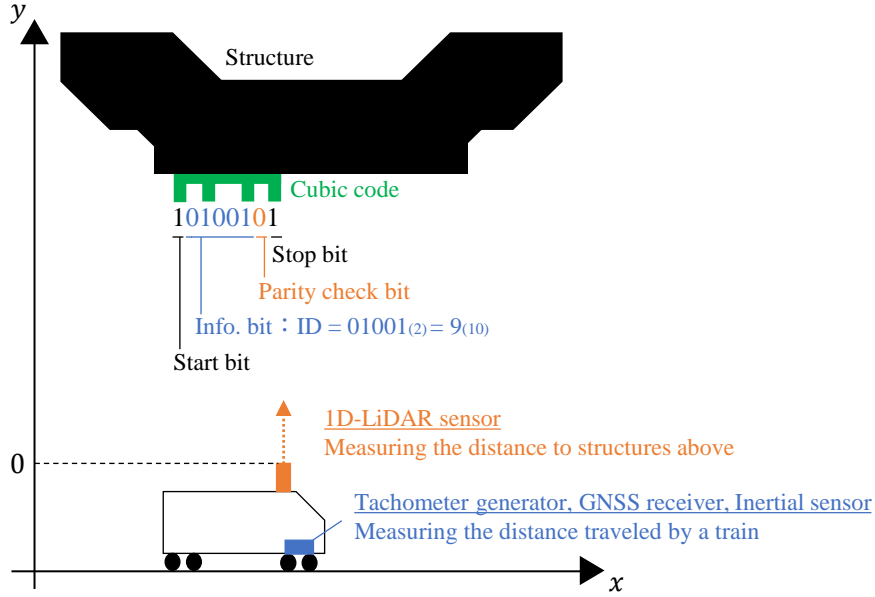 y
Structure
Cubic code
10100101
Stop bit
Parity check bit
Info. bit：ID = 01001(2) = 9(10)
Start bit
1D-LiDAR sensor
Measuring the distance to structures above
0
Tachometer generator, GNSS receiver, Inertial sensor
Measuring the distance traveled by a train
x